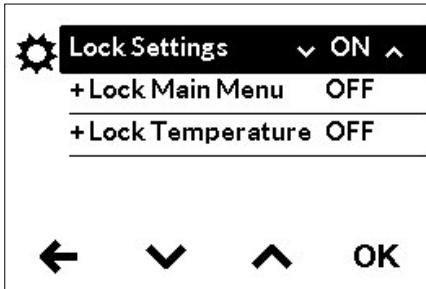 Lock Settings ON
+Lock Main Menu OFF
+Lock Temperature OFF
OK